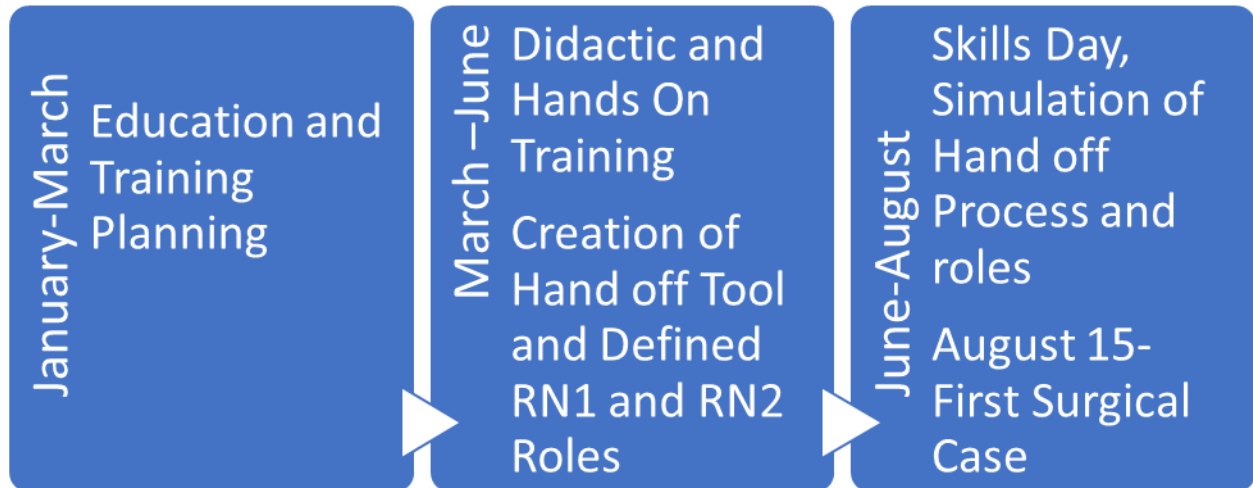 January-March
Education and
Training
Planning
March –June
Didactic and
Hands On
Training
Creation of
Hand off Tool
and Defined
RN1 and RN2
Roles
June-August
Skills Day,
Simulation of
Hand off
Process and
roles
August 15-
First Surgical
Case